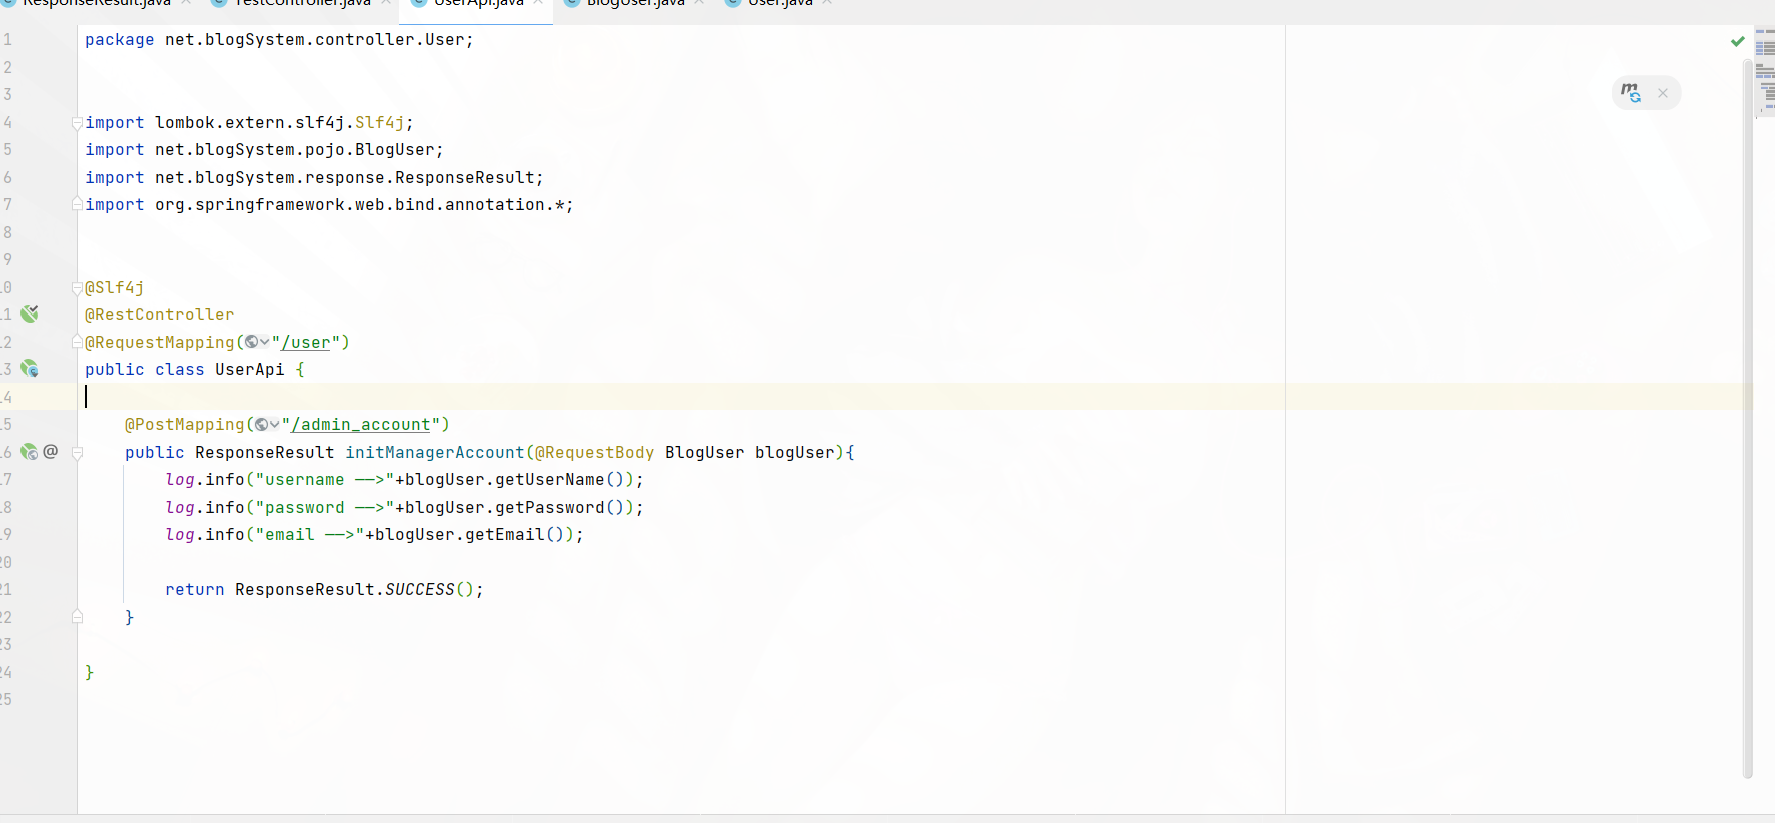 ResponseResult.java TestController.java UserApi.java BlogUser.java User.java
1 package net.blogSystem.controller.User;
2
3
4 import lombok.extern.slf4j.Slf4j;
5 import net.blogSystem.pojo.BlogUser;
6 import net.blogSystem.response.ResponseResult;
7 import org.springframework.web.bind.annotation.*;
8
9
10 @Slf4j
11 @RestController
12 @RequestMapping("/user")
13 public class UserApi {
14
15 @PostMapping("/admin_account")
16 @ public ResponseResult initManagerAccount(@RequestBody BlogUser blogUser){
17 log.info("username -->"+blogUser.getUserName());
18 log.info("password -->"+blogUser.getPassword());
19 log.info("email -->"+blogUser.getEmail());
20
21 return ResponseResult.SUCCESS();
22 }
23
24 }
25